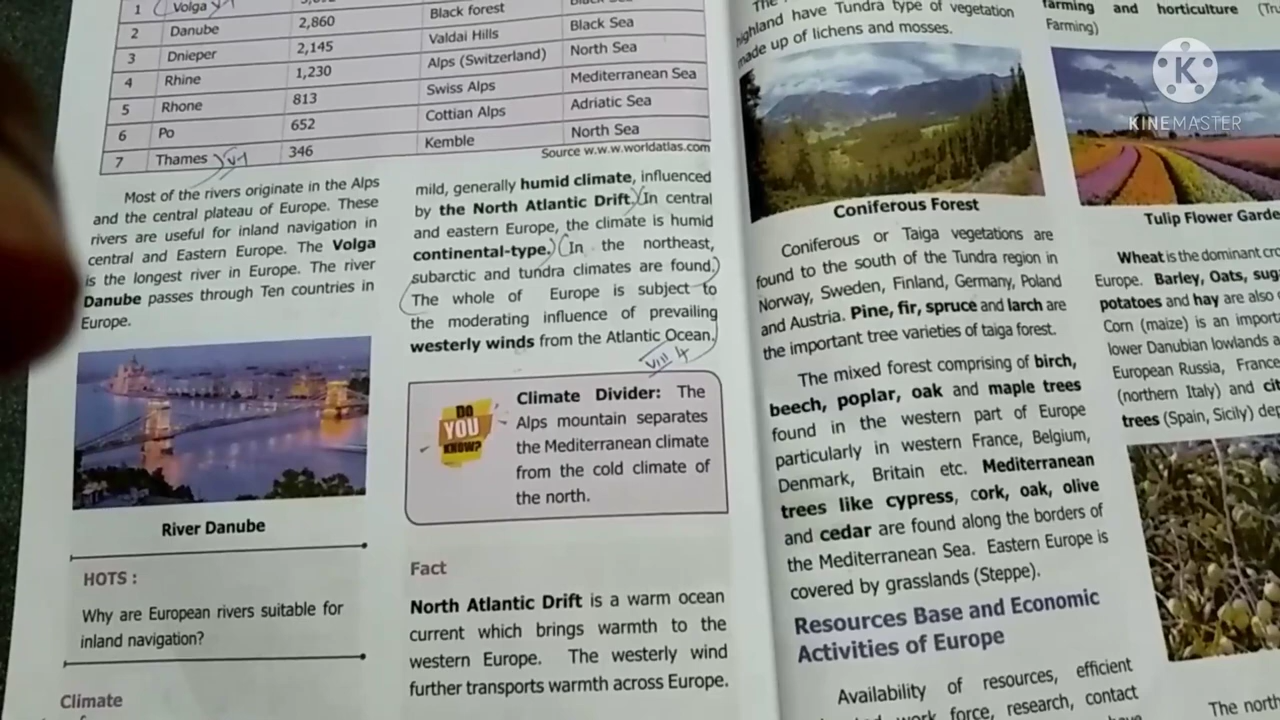 1 Volga Black Sea
2 Danube 2,860 Black forest Black Sea
3 Dnieper 2,145 Valdai Hills North Sea
4 Rhine 1,230 Alps (Switzerland) Mediterranean Sea
5 Rhone 813 Swiss Alps Adriatic Sea
6 Po 652 Cottian Alps North Sea
7 Thames 346 Kemble
Source w.w.w.worldatlas.com
Most of the rivers originate in the Alps
and the central plateau of Europe. These
rivers are useful for inland navigation in
central and Eastern Europe. The Volga
is the longest river in Europe. The river
Danube passes through Ten countries in
Europe.
River Danube
HOTS :
Why are European rivers suitable for
inland navigation?
Climate
mild, generally humid climate, influenced
by the North Atlantic Drift. In central
and eastern Europe, the climate is humid
continental-type. In the northeast,
subarctic and tundra climates are found.
The whole of Europe is subject to
the moderating influence of prevailing
westerly winds from the Atlantic Ocean.
VIII 4
DO
YOU
KNOW?
Climate Divider: The
Alps mountain separates
the Mediterranean climate
from the cold climate of
the north.
Fact
North Atlantic Drift is a warm ocean
current which brings warmth to the
western Europe. The westerly wind
further transports warmth across Europe.
The
highland have Tundra type of vegetation
made up of lichens and mosses.
Coniferous Forest
Coniferous or Taiga vegetations are
found to the south of the Tundra region in
Norway, Sweden, Finland, Germany, Poland
and Austria. Pine, fir, spruce and larch are
the important tree varieties of taiga forest.
The mixed forest comprising of birch,
beech, poplar, oak and maple trees
found in the western part of Europe
particularly in western France, Belgium,
Denmark, Britain etc. Mediterranean
trees like cypress, cork, oak, olive
and cedar are found along the borders of
the Mediterranean Sea. Eastern Europe is
covered by grasslands (Steppe).
Resources Base and Economic
Activities of Europe
Availability of resources, efficient
work force, research, contact
farming and horticulture (Tru
Farming)
K
KINEMASTER
Tulip Flower Garde
Wheat is the dominant cro
Europe. Barley, Oats, sug
potatoes and hay are also
Corn (maize) is an importa
lower Danubian lowlands a
European Russia, France
(northern Italy) and cit
trees (Spain, Sicily) dep
The north